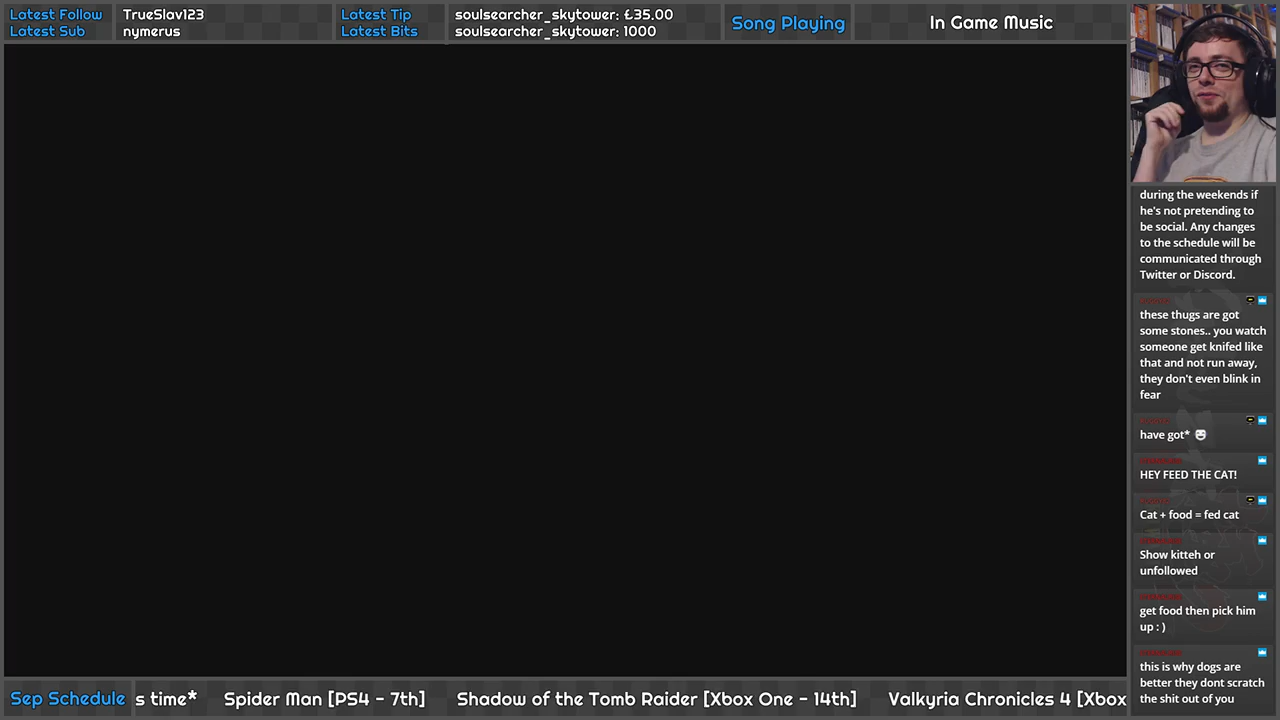 Latest Follow
TrueSlav123
Latest Sub
nymerus
Latest Tip
soulsearcher_skytower: £35.00
Latest Bits
soulsearcher_skytower: 1000
Song Playing
In Game Music
during the weekends if
he's not pretending to
be social. Any changes
to the schedule will be
communicated through
Twitter or Discord.
these thugs are got
some stones.. you watch
someone get knifed like
that and not run away,
they don't even blink in
fear
have got*
HEY FEED THE CAT!
Cat + food = fed cat
Show kitteh or
unfollowed
get food then pick him
up : )
this is why dogs are
better they dont scratch
the shit out of you
Sep Schedule
s time* Spider Man [PS4 - 7th] Shadow of the Tomb Raider [Xbox One - 14th] Valkyria Chronicles 4 [Xbox